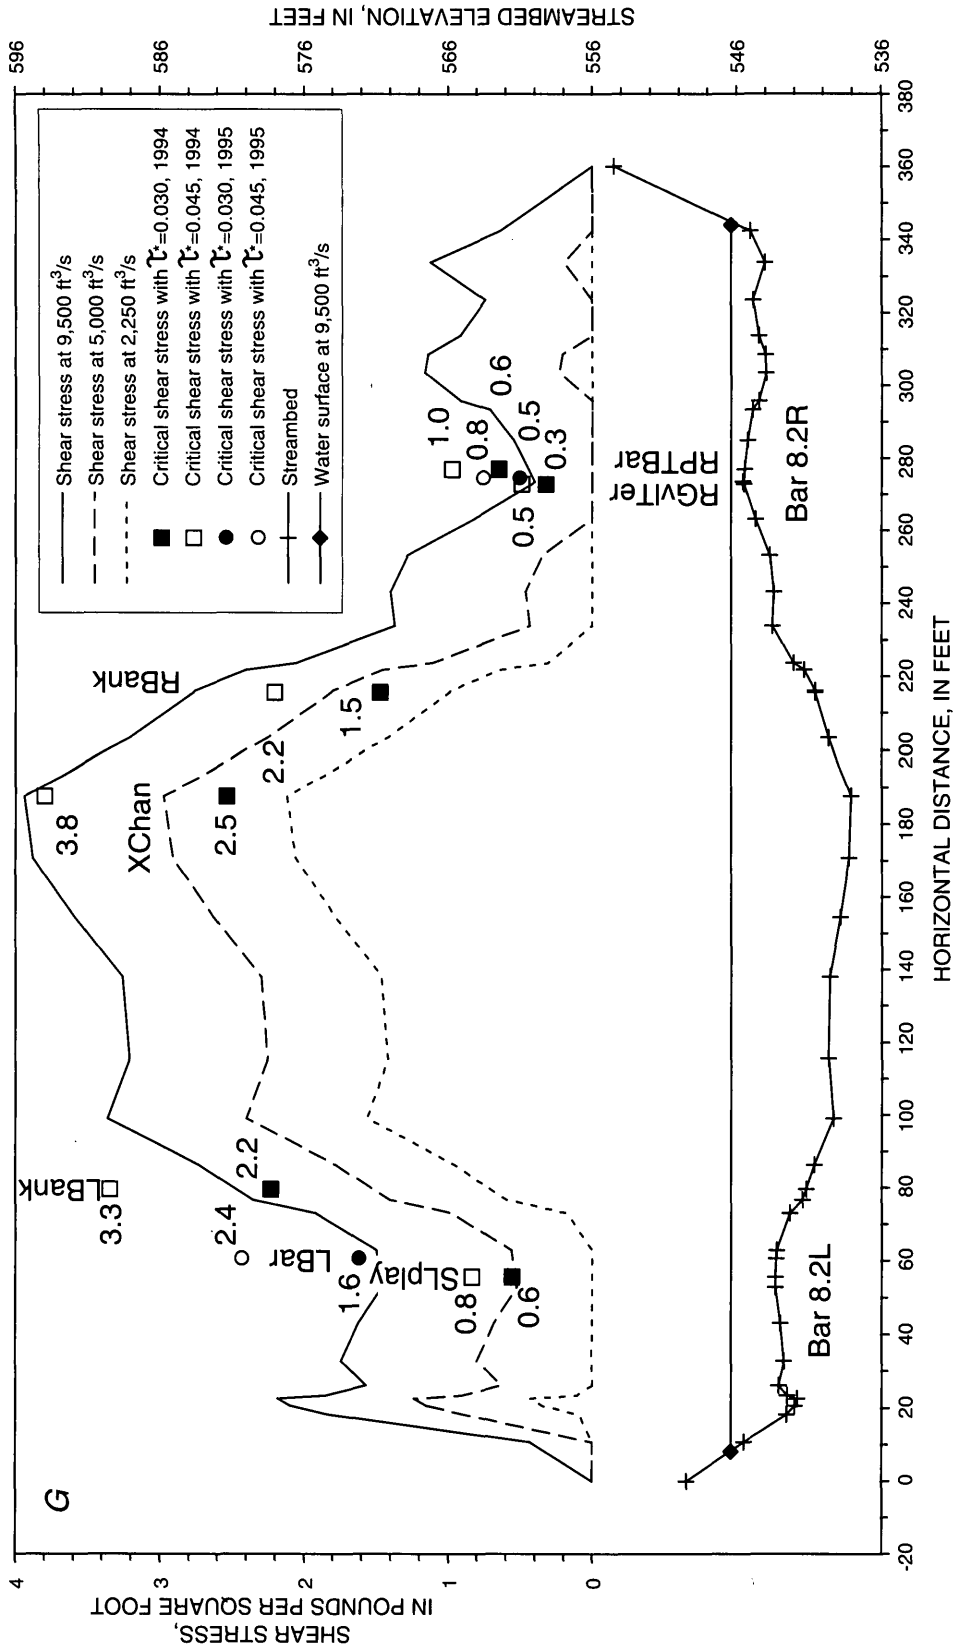 G
SHEAR STRESS,
IN POUNDS PER SQUARE FOOT
4
3
2
1
0
STREAMBED ELEVATION, IN FEET
596
586
576
566
556
546
536
Shear stress at 9,500 ft³/s
Shear stress at 5,000 ft³/s
Shear stress at 2,250 ft³/s
Critical shear stress with τ*=0.030, 1994
Critical shear stress with τ*=0.045, 1994
Critical shear stress with τ*=0.030, 1995
Critical shear stress with τ*=0.045, 1995
Streambed
Water surface at 9,500 ft³/s
LBank
3.3
2.2
2.4
LBar
1.6
SLplay
0.8
0.6
XChan
3.8
2.5
RBank
2.2
1.5
1.0
0.8
0.6
0.5
0.5
0.3
RGvlTer
RPTBar
Bar 8.2L
Bar 8.2R
-20 0 20 40 60 80 100 120 140 160 180 200 220 240 260 280 300 320 340 360 380
HORIZONTAL DISTANCE, IN FEET